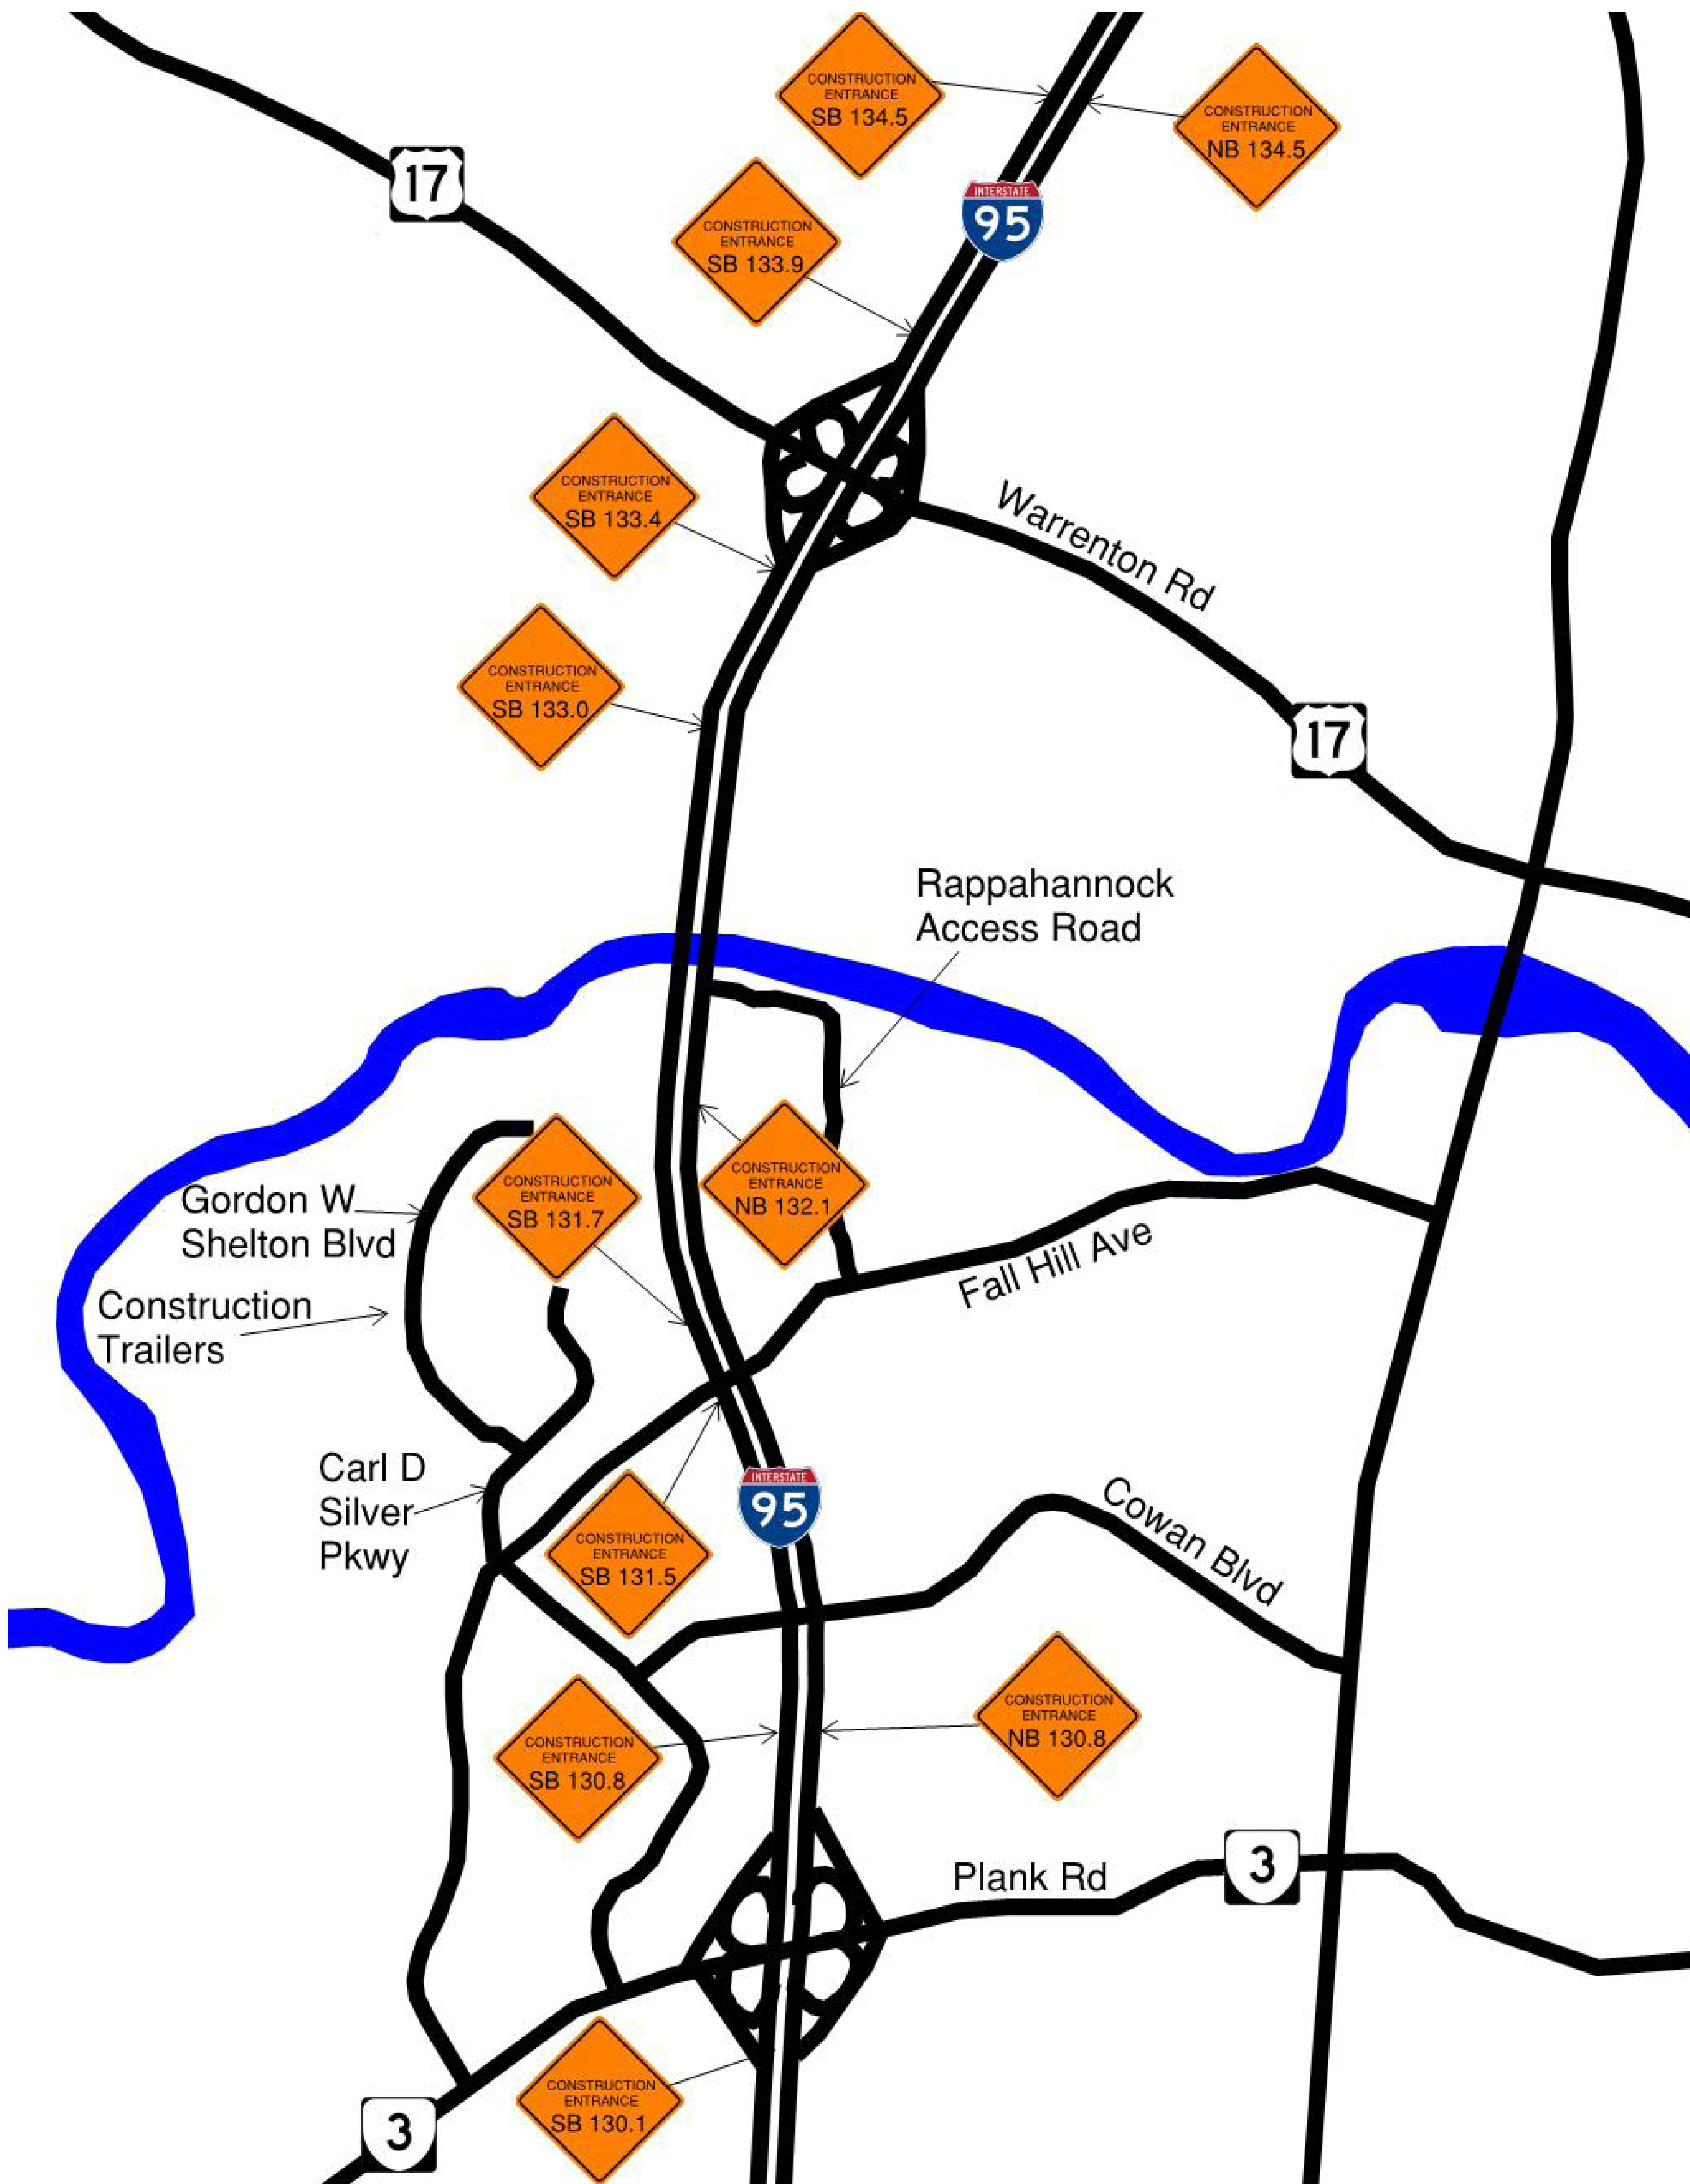 CONSTRUCTION
ENTRANCE
SB 134.5
CONSTRUCTION
ENTRANCE
NB 134.5
17
INTERSTATE
95
CONSTRUCTION
ENTRANCE
SB 133.9
CONSTRUCTION
ENTRANCE
SB 133.4
Warrenton Rd
CONSTRUCTION
ENTRANCE
SB 133.0
17
Rappahannock
Access Road
CONSTRUCTION
ENTRANCE
SB 131.7
CONSTRUCTION
ENTRANCE
NB 132.1
Gordon W
Shelton Blvd
Fall Hill Ave
Construction
Trailers
Carl D
Silver
Pkwy
INTERSTATE
95
Cowan Blvd
CONSTRUCTION
ENTRANCE
SB 131.5
CONSTRUCTION
ENTRANCE
NB 130.8
CONSTRUCTION
ENTRANCE
SB 130.8
Plank Rd
3
CONSTRUCTION
ENTRANCE
SB 130.1
3